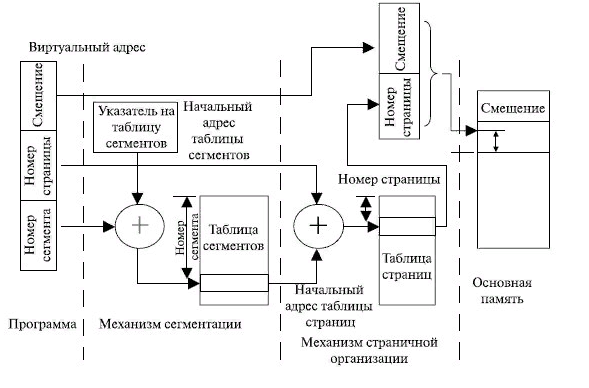 Виртуальный адрес
Смещение
Номер
страницы
Номер
сегмента
Указатель на
таблицу
сегментов
Начальный
адрес
таблицы
сегментов
Номер
сегмента
Таблица
сегментов
Смещение
Номер
страницы
Номер страницы
Таблица
страниц
Начальный
адрес таблицы
страниц
Смещение
Основная
память
Программа
Механизм сегментации
Механизм страничной
организации